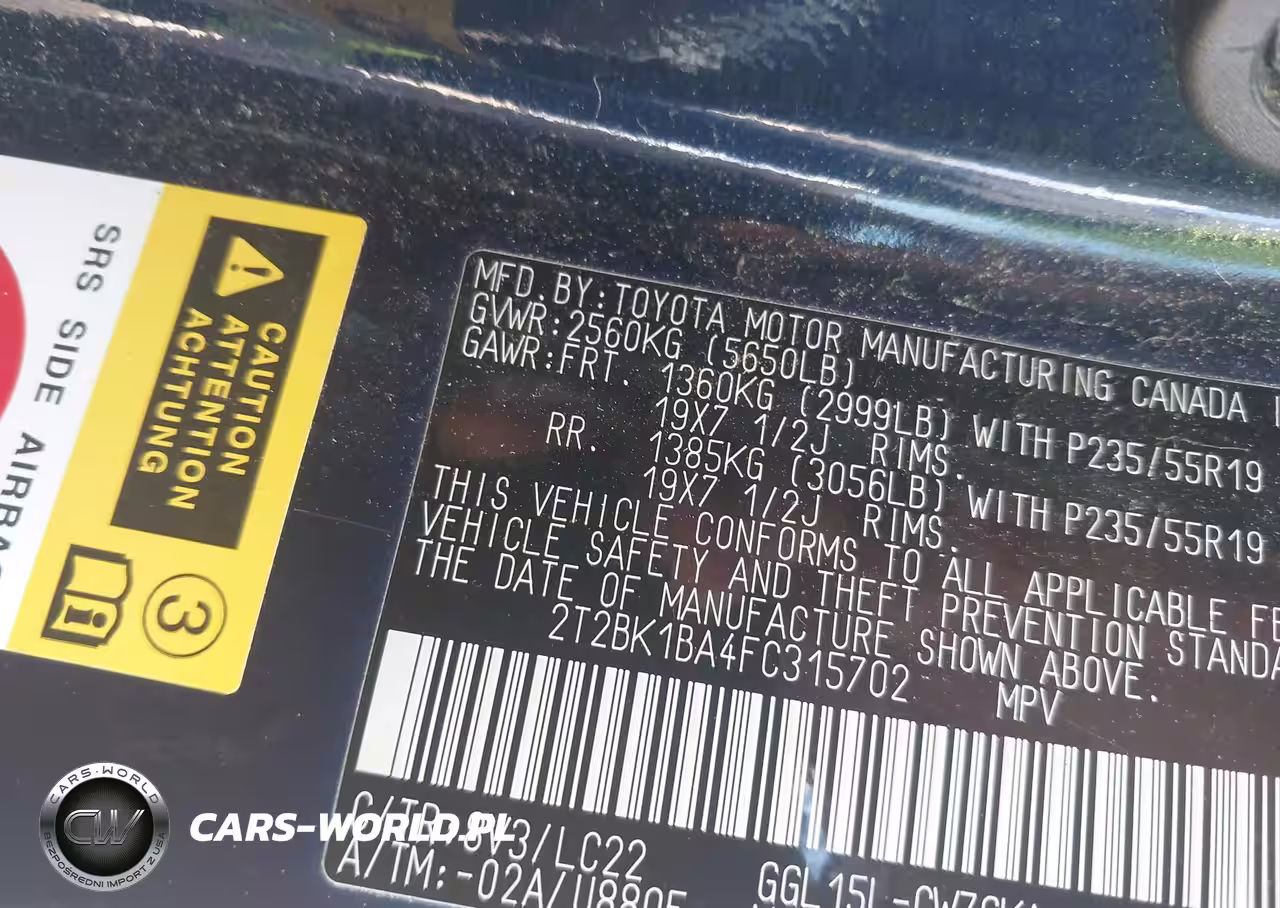 SRS SIDE
CAUTION
ATTENTION
ACHTUNG
3
MFD. BY: TOYOTA MOTOR MANUFACTURING CANADA
GVWR: 2560KG (5650LB)
GAWR: FRT. 1360KG (2999LB) WITH P235/55R19
19X7 1/2J RIMS.
RR. 1385KG (3056LB) WITH P235/55R19
19X7 1/2J RIMS.
THIS VEHICLE CONFORMS TO ALL APPLICABLE
VEHICLE SAFETY AND THEFT PREVENTION
THE DATE OF MANUFACTURE SHOWN ABOVE.
2T2BK1BA4FC315702 MPV
/LC22
A/TM:-02A/
CARS-WORLD
CW
BEZPOŚREDNI IMPORT Z USA
CARS-WORLD.PL